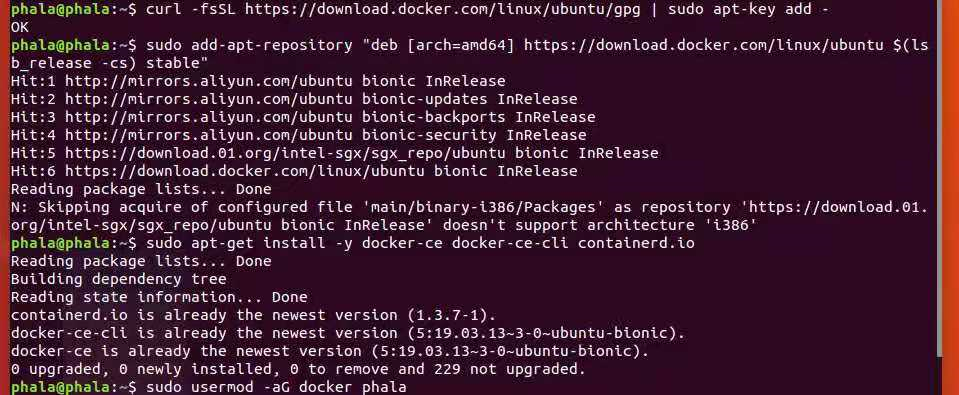 phala@phala:~$ curl -fsSL https://download.docker.com/linux/ubuntu/gpg | sudo apt-key add -
OK
phala@phala:~$ sudo add-apt-repository "deb [arch=amd64] https://download.docker.com/linux/ubuntu $(ls
b_release -cs) stable"
Hit:1 http://mirrors.aliyun.com/ubuntu bionic InRelease
Hit:2 http://mirrors.aliyun.com/ubuntu bionic-updates InRelease
Hit:3 http://mirrors.aliyun.com/ubuntu bionic-backports InRelease
Hit:4 http://mirrors.aliyun.com/ubuntu bionic-security InRelease
Hit:5 https://download.01.org/intel-sgx/sgx_repo/ubuntu bionic InRelease
Hit:6 https://download.docker.com/linux/ubuntu bionic InRelease
Reading package lists... Done
N: Skipping acquire of configured file 'main/binary-i386/Packages' as repository 'https://download.01.
org/intel-sgx/sgx_repo/ubuntu bionic InRelease' doesn't support architecture 'i386'
phala@phala:~$ sudo apt-get install -y docker-ce docker-ce-cli containerd.io
Reading package lists... Done
Building dependency tree
Reading state information... Done
containerd.io is already the newest version (1.3.7-1).
docker-ce-cli is already the newest version (5:19.03.13~3-0~ubuntu-bionic).
docker-ce is already the newest version (5:19.03.13~3-0~ubuntu-bionic).
0 upgraded, 0 newly installed, 0 to remove and 229 not upgraded.
phala@phala:~$ sudo usermod -aG docker phala